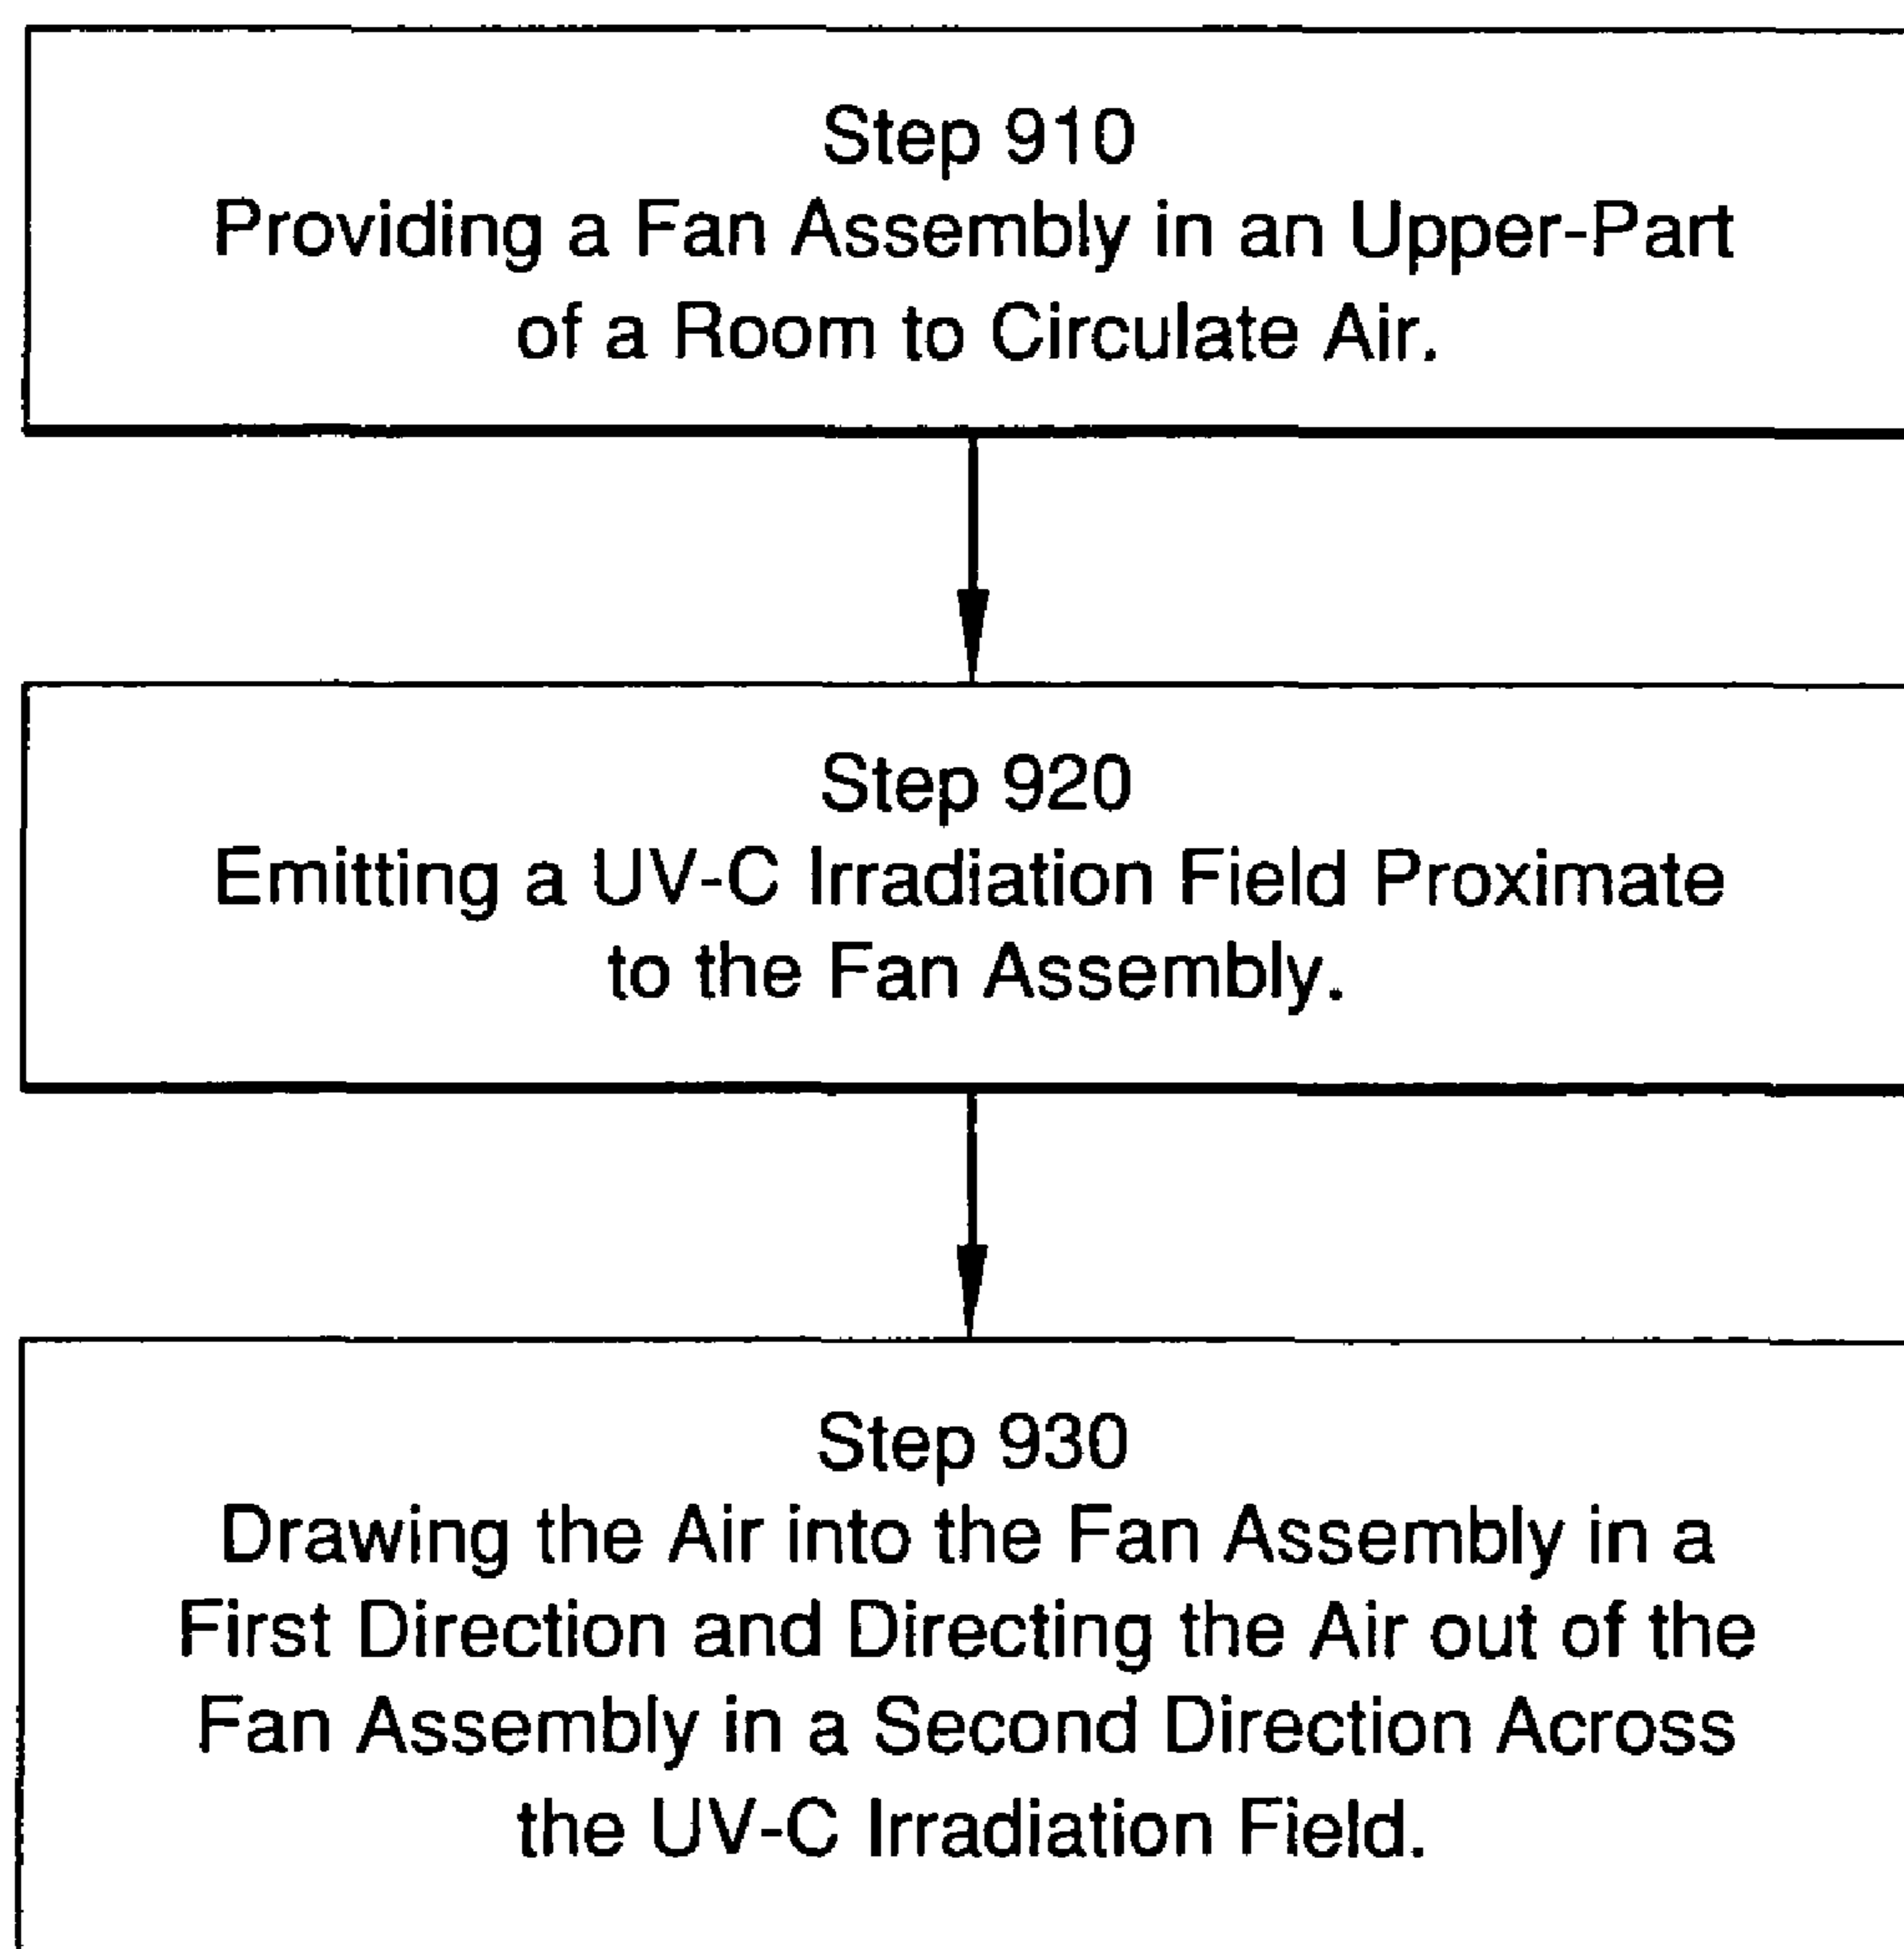 Step 910
Providing a Fan Assembly in an Upper-Part
of a Room to Circulate Air.
Step 920
Emitting a UV-C Irradiation Field Proximate
to the Fan Assembly.
Step 930
Drawing the Air into the Fan Assembly in a
First Direction and Directing the Air out of the
Fan Assembly in a Second Direction Across
the UV-C Irradiation Field.